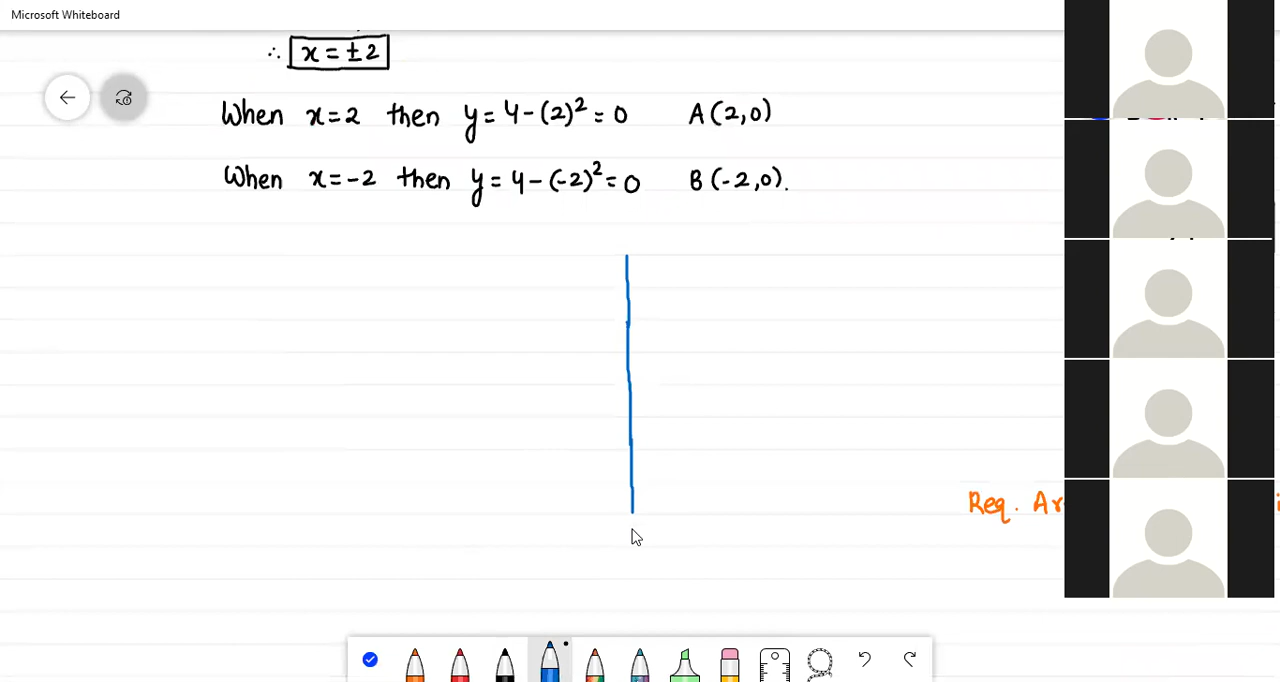 Microsoft Whiteboard
∴ x = ±2
When x = 2 then y = 4 - (2)² = 0 A (2,0)
When x = -2 then y = 4 - (-2)² = 0 B (-2,0).
Req.